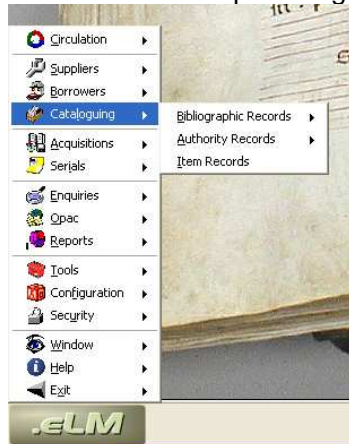 Circulation
Suppliers
Borrowers
Cataloguing
Acquisitions
Serials
Enquiries
Opac
Reports
Tools
Configuration
Security
Window
Help
Exit
Bibliographic Records
Authority Records
Item Records
.eLM